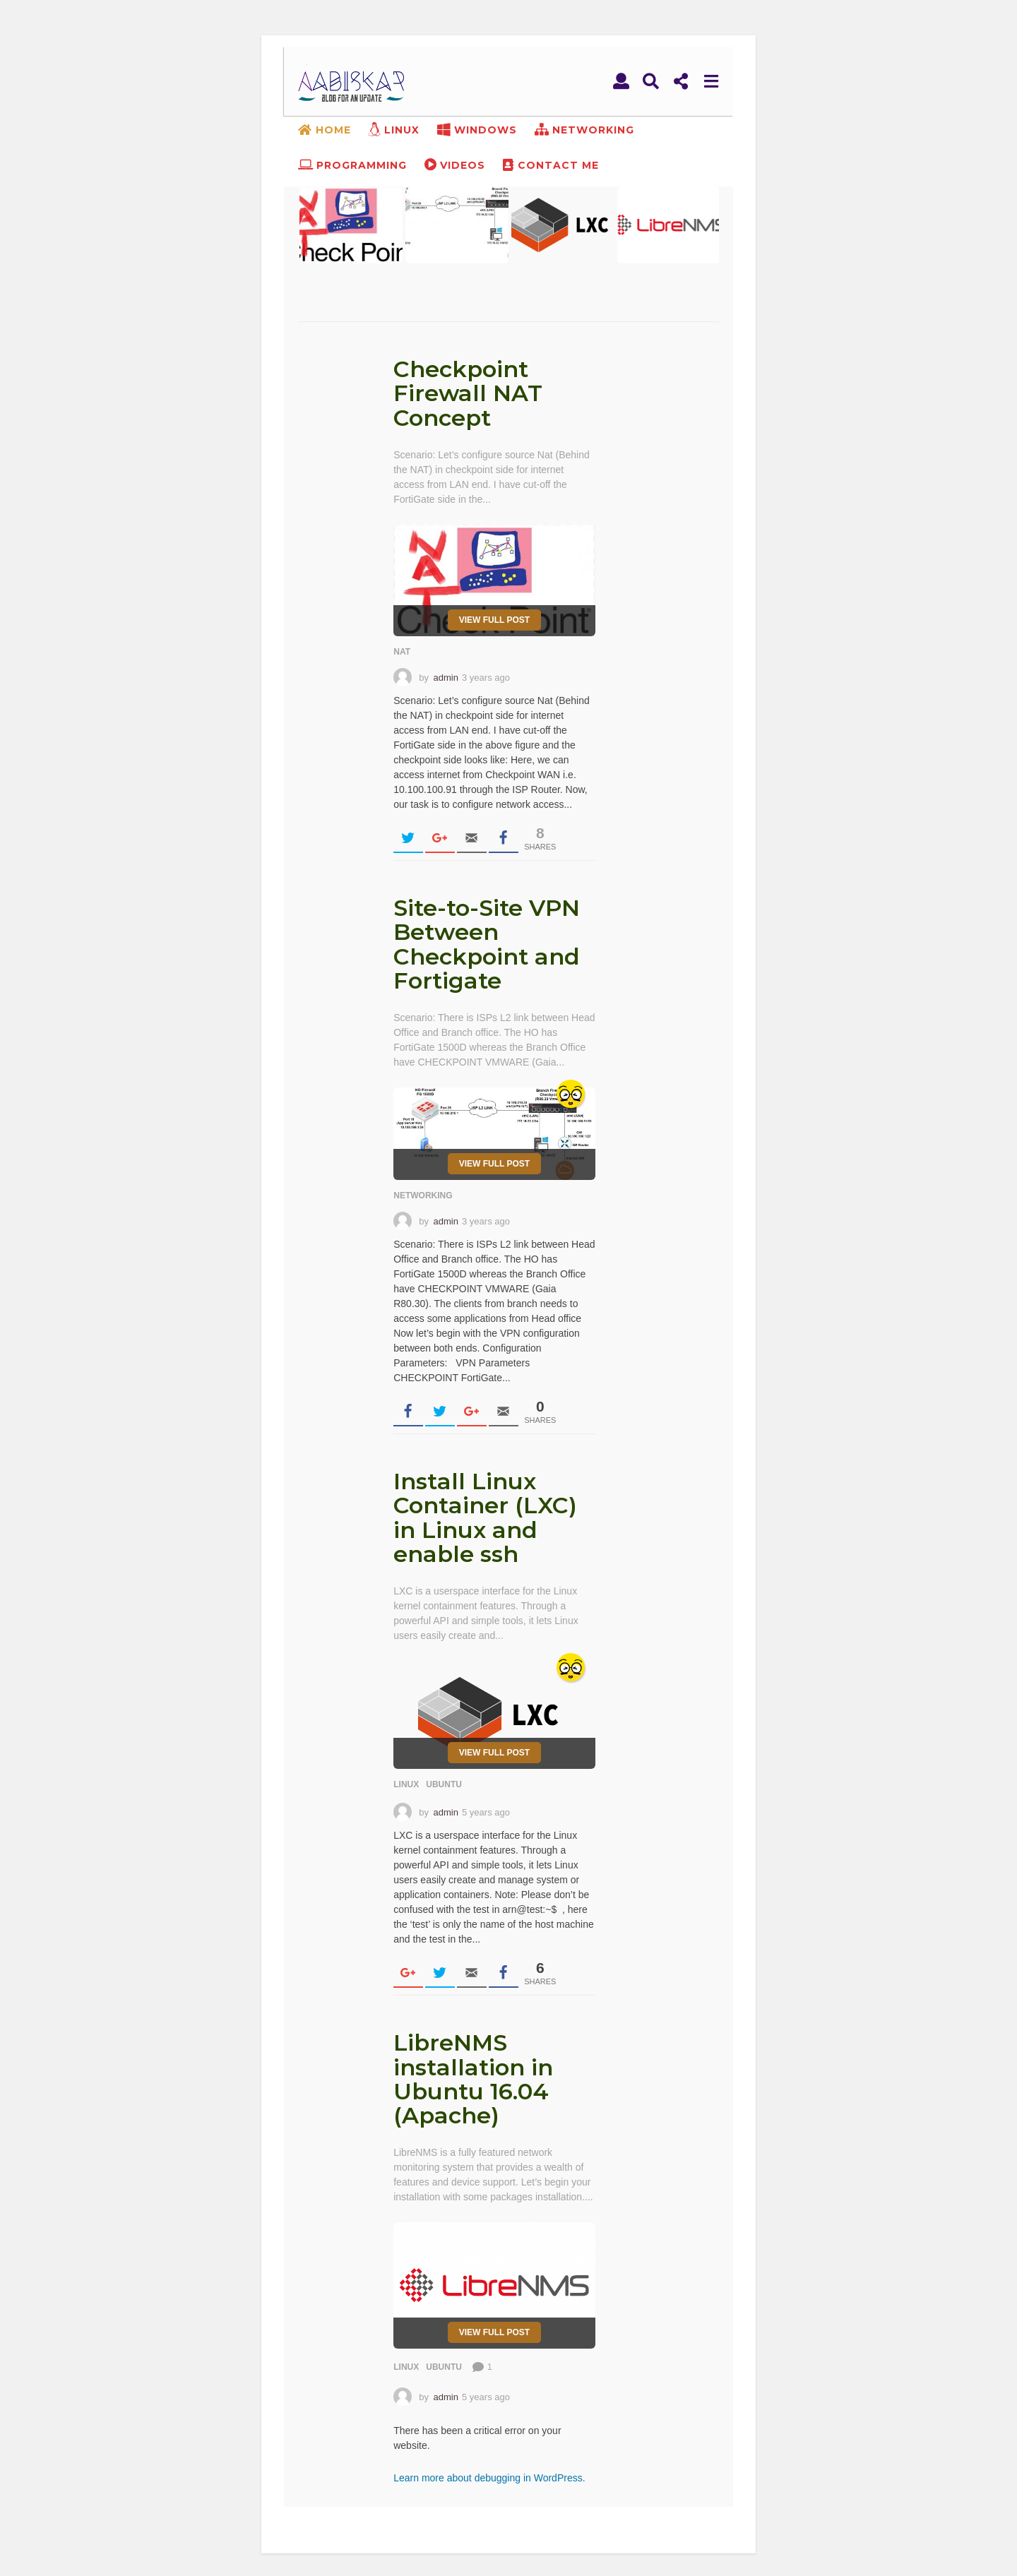 AABISKAR
BLOG FOR AN UPDATE
HOME LINUX WINDOWS NETWORKING
PROGRAMMING VIDEOS CONTACT ME
NAT
heck Poin
ISP L2 LINK
LXC
LibreNMS
Checkpoint
Firewall NAT
Concept
Scenario: Let’s configure source Nat (Behind
the NAT) in checkpoint side for internet
access from LAN end. I have cut-off the
FortiGate side in the...
NAT
Check Point
VIEW FULL POST
NAT
by admin 3 years ago
Scenario: Let’s configure source Nat (Behind
the NAT) in checkpoint side for internet
access from LAN end. I have cut-off the
FortiGate side in the above figure and the
checkpoint side looks like: Here, we can
access internet from Checkpoint WAN i.e.
10.100.100.91 through the ISP Router. Now,
our task is to configure network access...
8
SHARES
Site-to-Site VPN
Between
Checkpoint and
Fortigate
Scenario: There is ISPs L2 link between Head
Office and Branch office. The HO has
FortiGate 1500D whereas the Branch Office
have CHECKPOINT VMWARE (Gaia...
HO Firewall
ISP L2 LINK
VIEW FULL POST
NETWORKING
by admin 3 years ago
Scenario: There is ISPs L2 link between Head
Office and Branch office. The HO has
FortiGate 1500D whereas the Branch Office
have CHECKPOINT VMWARE (Gaia
R80.30). The clients from branch needs to
access some applications from Head office
Now let’s begin with the VPN configuration
between both ends. Configuration
Parameters:   VPN Parameters
CHECKPOINT FortiGate...
0
SHARES
Install Linux
Container (LXC)
in Linux and
enable ssh
LXC is a userspace interface for the Linux
kernel containment features. Through a
powerful API and simple tools, it lets Linux
users easily create and...
LXC
VIEW FULL POST
LINUX UBUNTU
by admin 5 years ago
LXC is a userspace interface for the Linux
kernel containment features. Through a
powerful API and simple tools, it lets Linux
users easily create and manage system or
application containers. Note: Please don’t be
confused with the test in arn@test:~$  , here
the ‘test’ is only the name of the host machine
and the test in the...
6
SHARES
LibreNMS
installation in
Ubuntu 16.04
(Apache)
LibreNMS is a fully featured network
monitoring system that provides a wealth of
features and device support. Let’s begin your
installation with some packages installation....
LibreNMS
VIEW FULL POST
LINUX UBUNTU 1
by admin 5 years ago
There has been a critical error on your
website.
Learn more about debugging in WordPress.